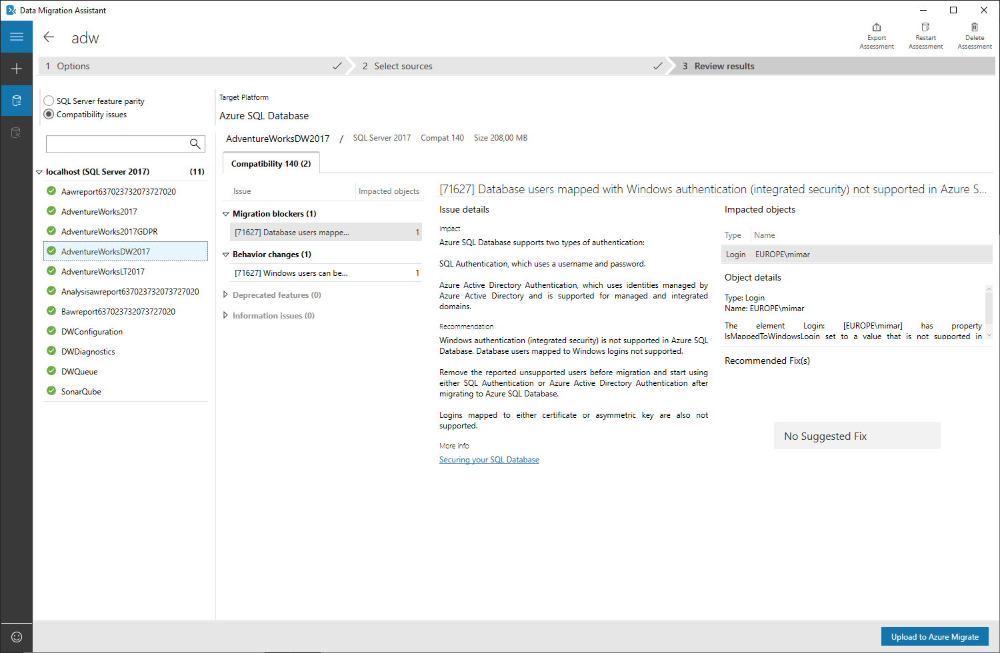 Data Migration Assistant
adw
Export Assessment
Restart Assessment
Delete Assessment
1 Options
2 Select sources
3 Review results
SQL Server feature parity
Compatibility issues
Target Platform
Azure SQL Database
localhost (SQL Server 2017) (11)
Aawreport637023732073727020
AdventureWorks2017
AdventureWorks2017GDPR
AdventureWorksDW2017
AdventureWorksLT2017
Analysisawreport637023732073727020
Bawreport637023732073727020
DWConfiguration
DWDiagnostics
DWQueue
SonarQube
AdventureWorksDW2017 / SQL Server 2017 Compat 140 Size 208,00 MB
Compatibility 140 (2)
Issue Impacted objects
Migration blockers (1)
[71627] Database users mappe... 1
Behavior changes (1)
[71627] Windows users can be... 1
Deprecated features (0)
Information issues (0)
[71627] Database users mapped with Windows authentication (integrated security) not supported in Azure S...
Issue details
Impact
Azure SQL Database supports two types of authentication:
SQL Authentication, which uses a username and password.
Azure Active Directory Authentication, which uses identities managed by
Azure Active Directory and is supported for managed and integrated
domains.
Recommendation
Windows authentication (integrated security) is not supported in Azure SQL
Database. Database users mapped to Windows logins not supported.
Remove the reported unsupported users before migration and start using
either SQL Authentication or Azure Active Directory Authentication after
migrating to Azure SQL Database.
Logins mapped to either certificate or asymmetric key are also not
supported.
More info
Securing your SQL Database
Impacted objects
Type Name
Login EUROPE\mimar
Object details
Type: Login
Name: EUROPE\mimar
The element Login: [EUROPE\mimar] has property
IsMappedToWindowsLogin set to a value that is not supported in
Recommended Fix(s)
No Suggested Fix
Upload to Azure Migrate